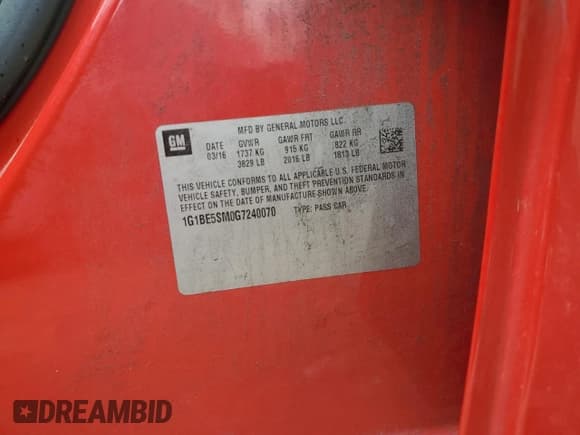 GM
MFD BY GENERAL MOTORS LLC
DATE GVWR GAWR FRT GAWR RR
03/16 1737 KG 915 KG 822 KG
3829 LB 2016 LB 1813 LB
THIS VEHICLE CONFORMS TO ALL APPLICABLE U.S. FEDERAL MOTOR
VEHICLE SAFETY, BUMPER, AND THEFT PREVENTION STANDARDS IN
EFFECT ON THE DATE OF MANUFACTURE SHOWN ABOVE.
1G1BE5SM0G7240070 TYPE: PASS CAR
DREAMBID